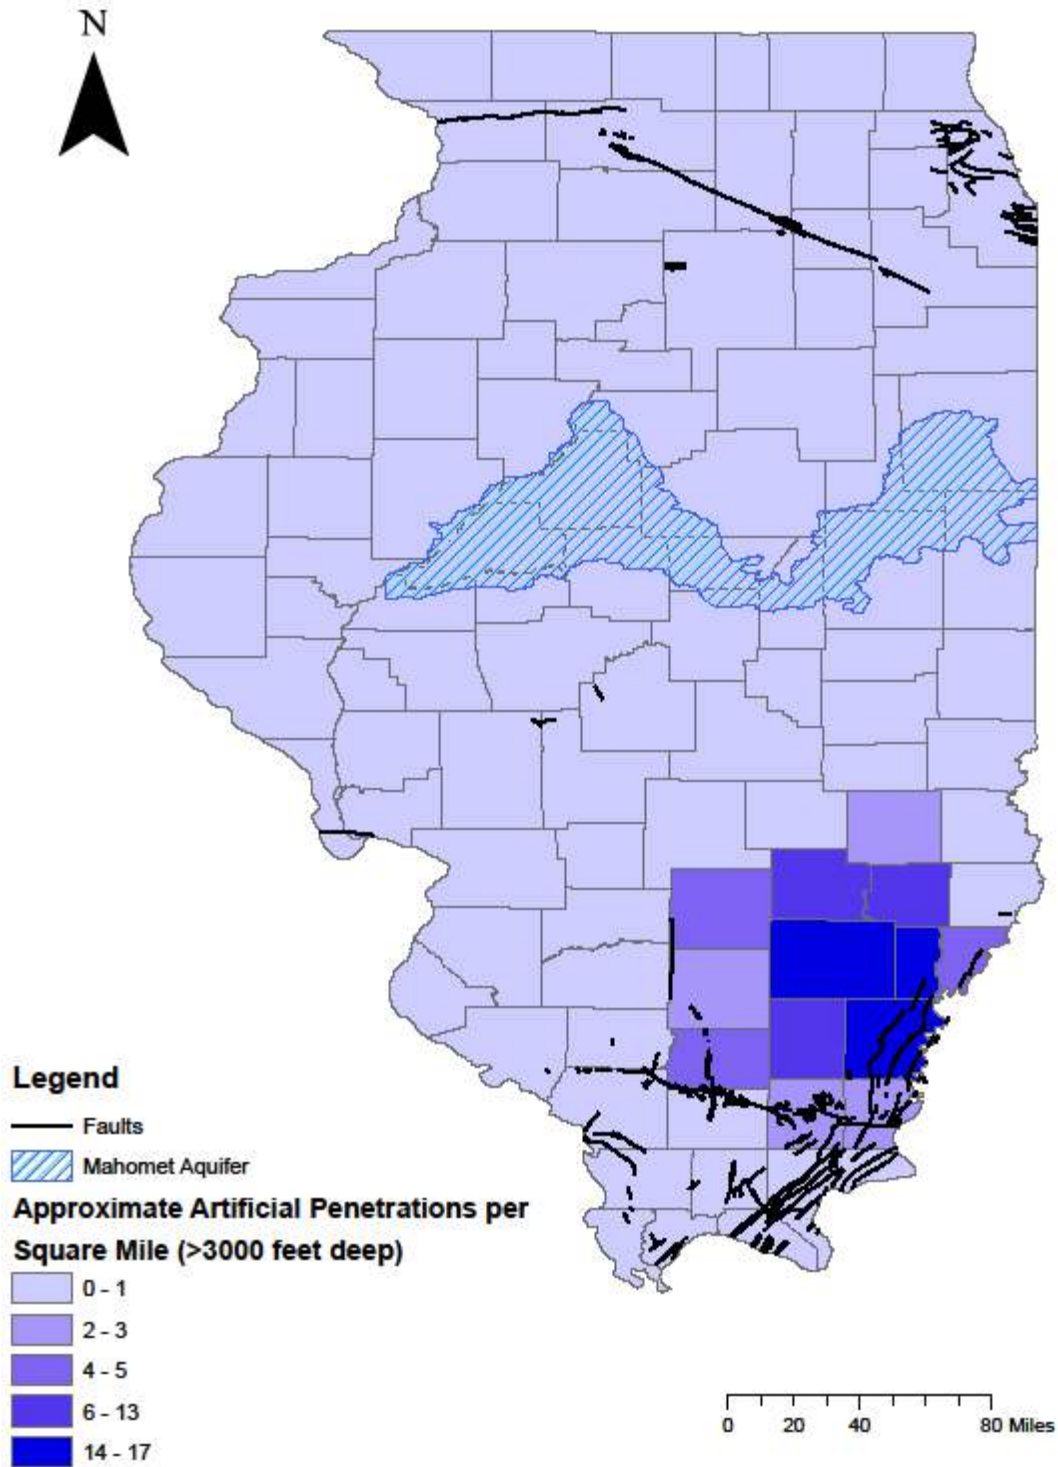 N
Legend
Faults
Mahomet Aquifer
Approximate Artificial Penetrations per
Square Mile (>3000 feet deep)
0 - 1
2 - 3
4 - 5
6 - 13
14 - 17
0 20 40 80 Miles